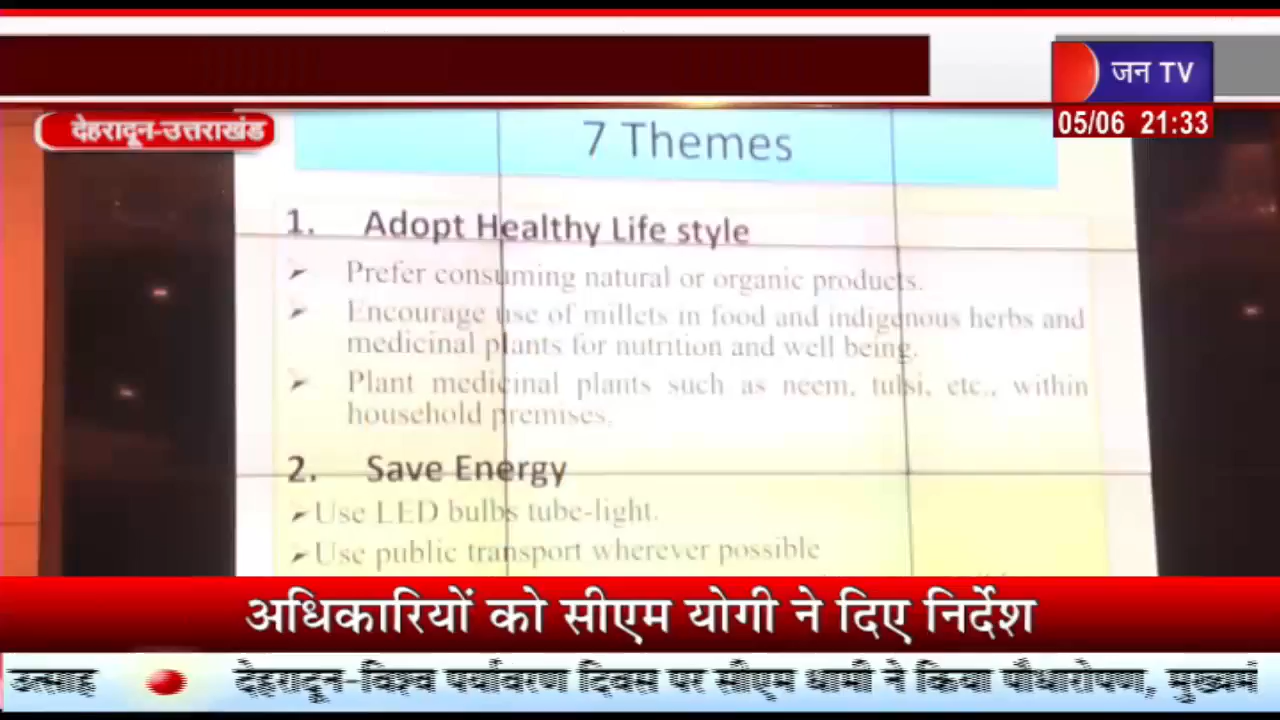 जन TV
05/06 21:33
देहरादून-उत्तराखंड
7 Themes
1. Adopt Healthy Life style
➢ Prefer consuming natural or organic products.
➢ Encourage use of millets in food and indigenous herbs and
medicinal plants for nutrition and well being.
➢ Plant medicinal plants such as neem, tulsi, etc., within
household premises.
2. Save Energy
➢ Use LED bulbs tube-light.
➢ Use public transport wherever possible
अधिकारियों को सीएम योगी ने दिए निर्देश
उत्साह देहरादून-विश्व पर्यावरण दिवस पर सीएम धामी ने किया पौधारोपण,